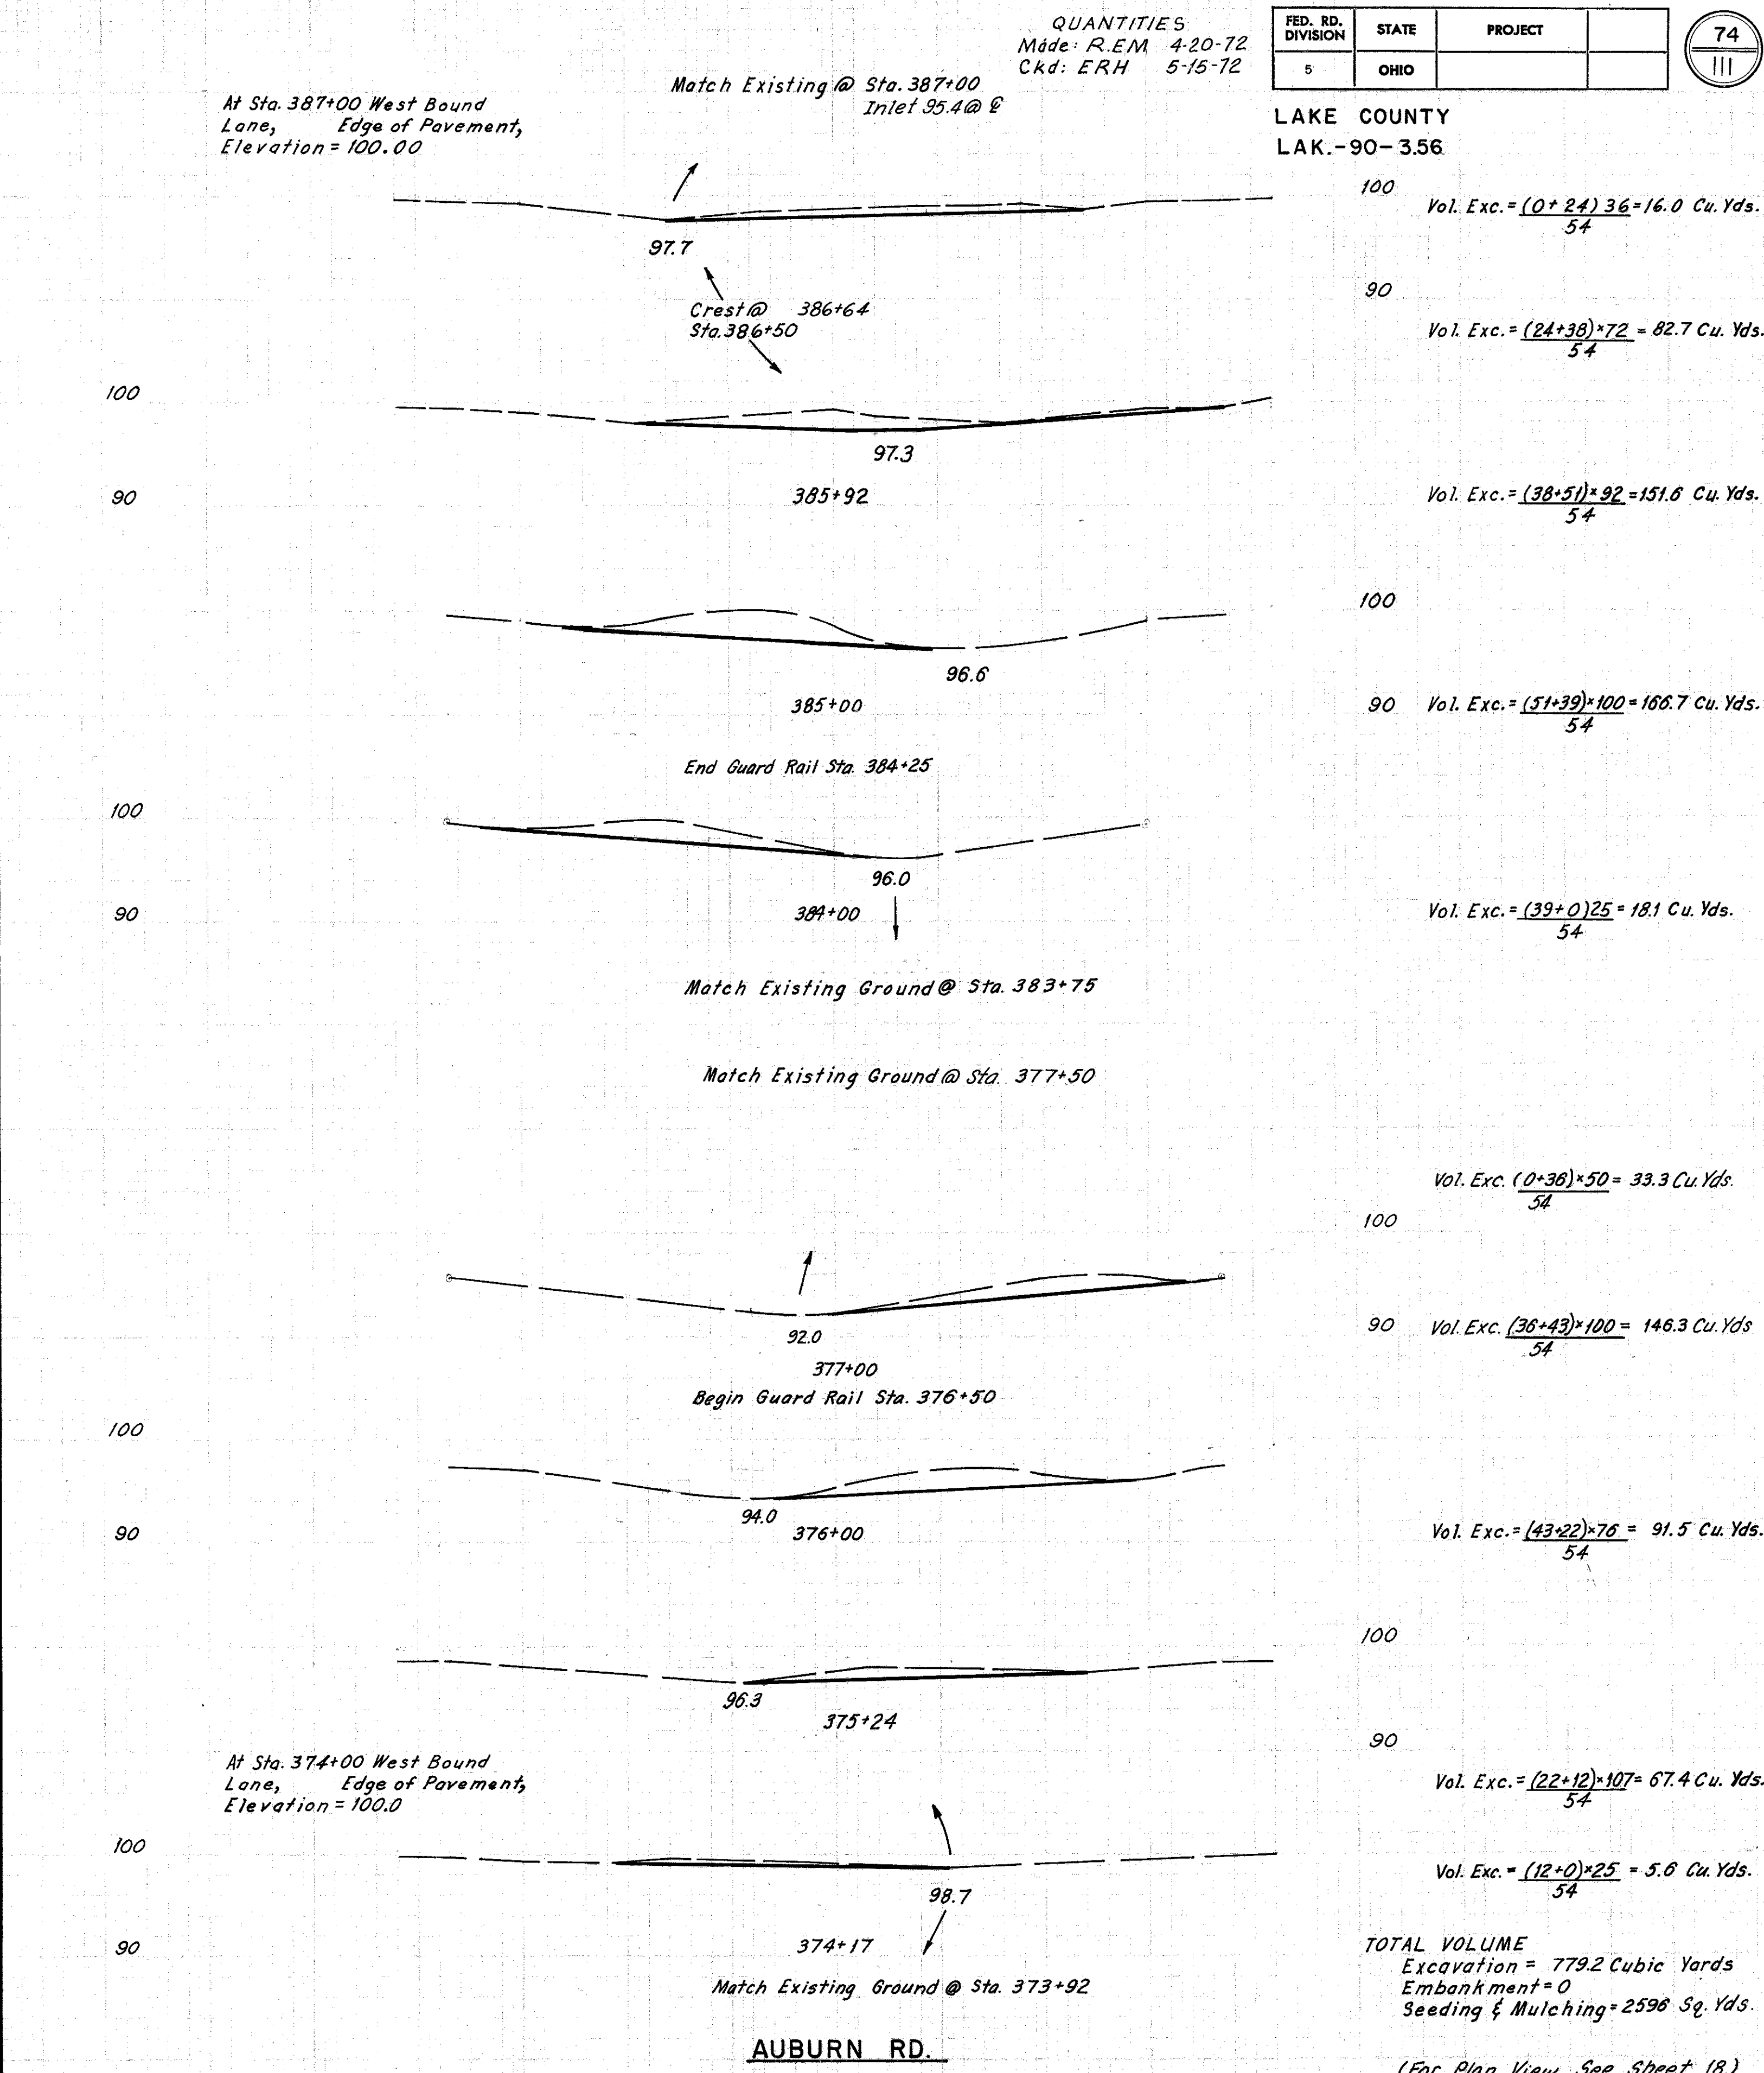 QUANTITIES
Made: R.E.M. 4-20-72
Ckd: ERH 5-15-72
FED. RD. DIVISION STATE PROJECT
5 OHIO
74
111
LAKE COUNTY
LAK.-90-3.56
Match Existing @ Sta. 387+00
Inlet 95.4 @ ℄
At Sta. 387+00 West Bound
Lane, Edge of Pavement,
Elevation = 100.00
100
Vol. Exc. = (0+24) 36 = 16.0 Cu. Yds.
54
97.7
90
Crest @ 386+64
Sta. 386+50
Vol. Exc. = (24+38)×72 = 82.7 Cu. Yds.
54
100
97.3
90
385+92
Vol. Exc. = (38+51)×92 = 151.6 Cu. Yds.
54
100
96.6
385+00
90
Vol. Exc. = (51+39)×100 = 166.7 Cu. Yds.
54
End Guard Rail Sta. 384+25
100
96.0
90
384+00
Vol. Exc. = (39+0)25 = 18.1 Cu. Yds.
54
Match Existing Ground @ Sta. 383+75
Match Existing Ground @ Sta. 377+50
Vol. Exc. (0+36)×50 = 33.3 Cu. Yds.
54
100
92.0
90
Vol. Exc. (36+43)×100 = 146.3 Cu. Yds
54
377+00
Begin Guard Rail Sta. 376+50
100
94.0
90
376+00
Vol. Exc. = (43+22)×76 = 91.5 Cu. Yds.
54
100
96.3
375+24
90
At Sta. 374+00 West Bound
Lane, Edge of Pavement,
Elevation = 100.0
Vol. Exc. = (22+12)×107 = 67.4 Cu. Yds.
54
100
Vol. Exc. = (12+0)×25 = 5.6 Cu. Yds.
54
98.7
90
374+17
Match Existing Ground @ Sta. 373+92
TOTAL VOLUME
Excavation = 779.2 Cubic Yards
Embankment = 0
Seeding & Mulching = 2596 Sq. Yds.
AUBURN RD.
(For Plan View See Sheet 18)